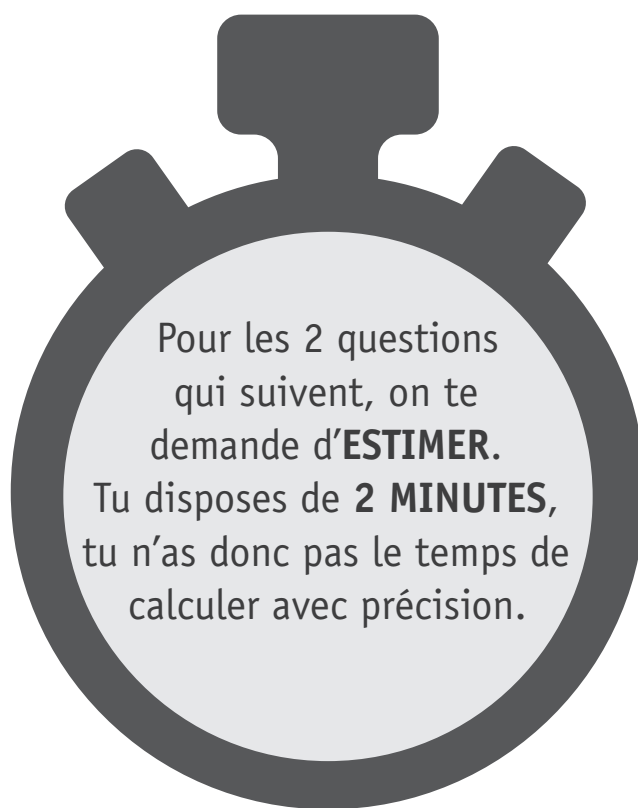 Pour les 2 questions
qui suivent, on te
demande d’ESTIMER.
Tu disposes de 2 MINUTES,
tu n’as donc pas le temps de
calculer avec précision.